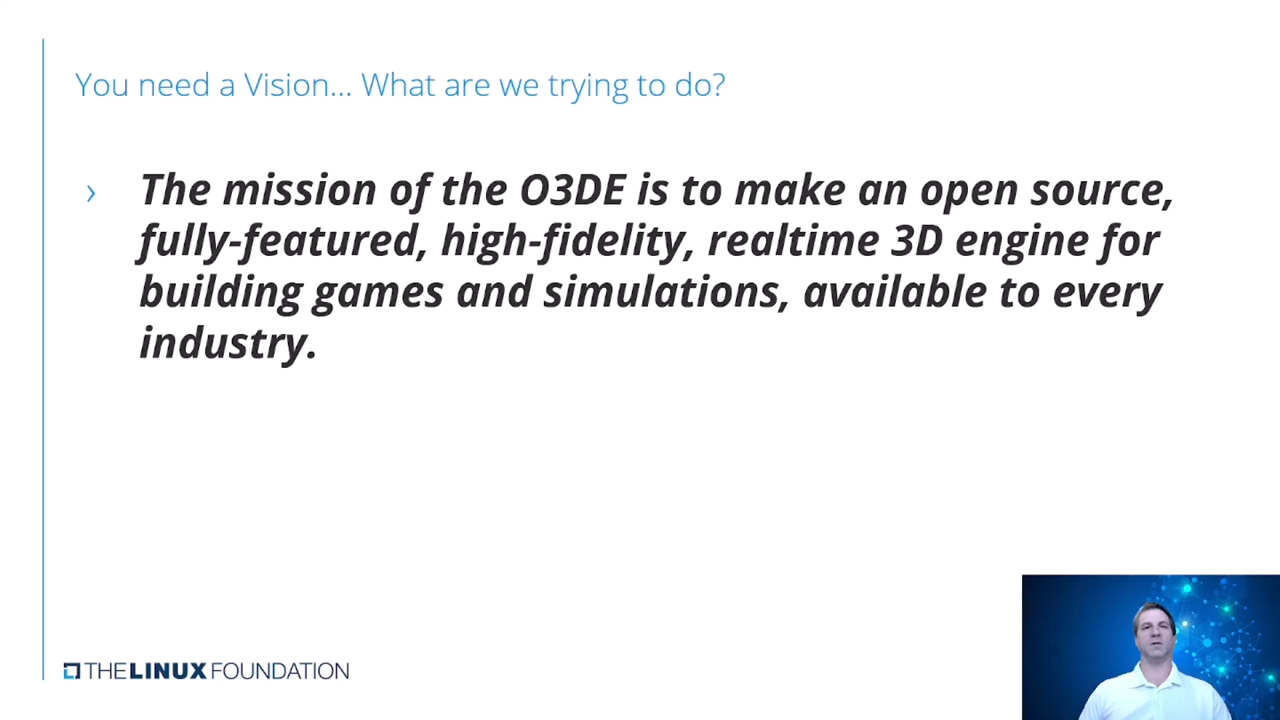 You need a Vision... What are we trying to do?
› The mission of the O3DE is to make an open source,
fully-featured, high-fidelity, realtime 3D engine for
building games and simulations, available to every
industry.
THE LINUX FOUNDATION